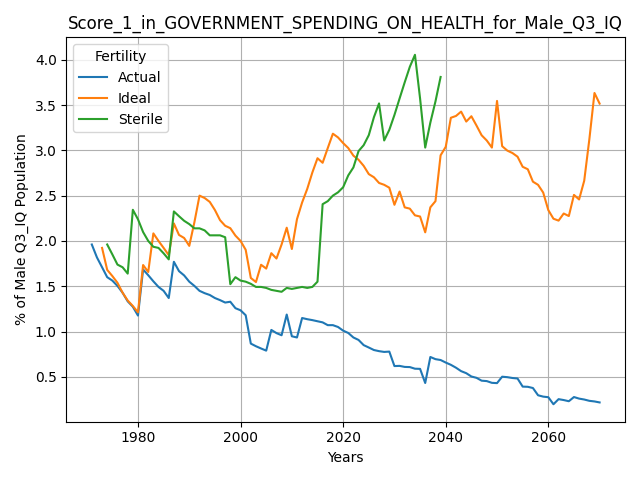 Score_1_in_GOVERNMENT_SPENDING_ON_HEALTH_for_Male_Q3_IQ
Fertility
Actual
Ideal
Sterile
% of Male Q3_IQ Population
4.0
3.5
3.0
2.5
2.0
1.5
1.0
0.5
1980
2000
2020
2040
2060
Years